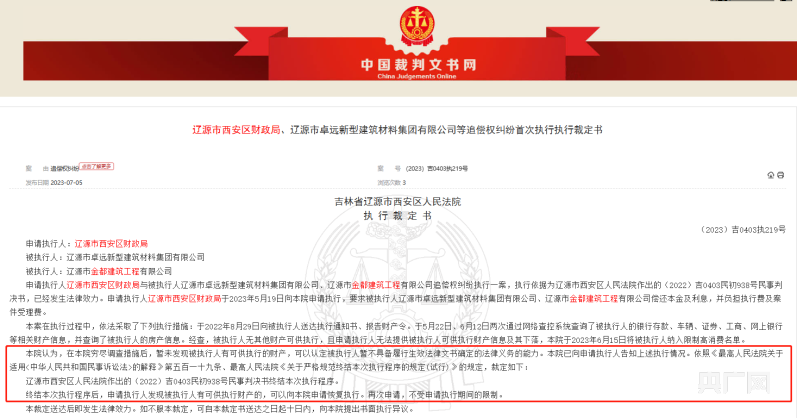 中国裁判文书网
China Judgements Online
辽源市西安区财政局、辽源市卓远新型建筑材料集团有限公司等追偿权纠纷首次执行执行裁定书
案 由 追偿权纠纷 点击了解更多
案 号 (2023)吉0403执219号
发布日期 2023-07-05
浏览次数 3
吉林省辽源市西安区人民法院
执 行 裁 定 书
(2023)吉0403执219号
申请执行人:辽源市西安区财政局
被执行人:辽源市卓远新型建筑材料集团有限公司
被执行人:辽源市金都建筑工程有限公司
申请执行人辽源市西安区财政局与被执行人辽源市卓远新型建筑材料集团有限公司、辽源市金都建筑工程有限公司追偿权纠纷执行一案,执行依据为辽源市西安区人民法院作出的(2022)吉0403民初938号民事判
决书,已经发生法律效力。申请执行人辽源市西安区财政局于2023年5月19日向本院申请执行,要求被执行人辽源市卓远新型建筑材料集团有限公司、辽源市金都建筑工程有限公司偿还本金及利息,并负担执行费及案
件受理费。
本案在执行过程中,依法采取了下列执行措施:于2022年8月29日向被执行人送达执行通知书、报告财产令。于5月22日、6月12日两次通过网络查控系统查询了被执行人的银行存款、车辆、证券、工商、网上银行
等相关财产信息,并查询了被执行人的房产信息。经查,被执行人无其他财产可供执行,且申请执行人无法提供被执行人可供执行财产信息及其下落,本院于2023年6月15日将被执行人纳入限制高消费名单。
本院认为,在本院穷尽调查措施后,暂未发现被执行人有可供执行的财产,可以认定被执行人暂不具备履行生效法律文书确定的法律义务的能力。本院已向申请执行人告知上述执行情况。依照《最高人民法院关于
适用<中华人民共和国民事诉讼法>的解释》第五百一十九条、最高人民法院《关于严格规范终结本次执行程序的规定(试行)》的规定,裁定如下:
辽源市西安区人民法院作出的(2022)吉0403民初938号民事判决书终结本次执行程序。
终结本次执行程序后,申请执行人发现被执行人有可供执行财产的,可以向本院申请恢复执行。再次申请,不受申请执行期间的限制。
本裁定送达后即发生法律效力。如不服本裁定,可自本裁定书送达之日起十日内,向本院提出书面执行异议。
央广网